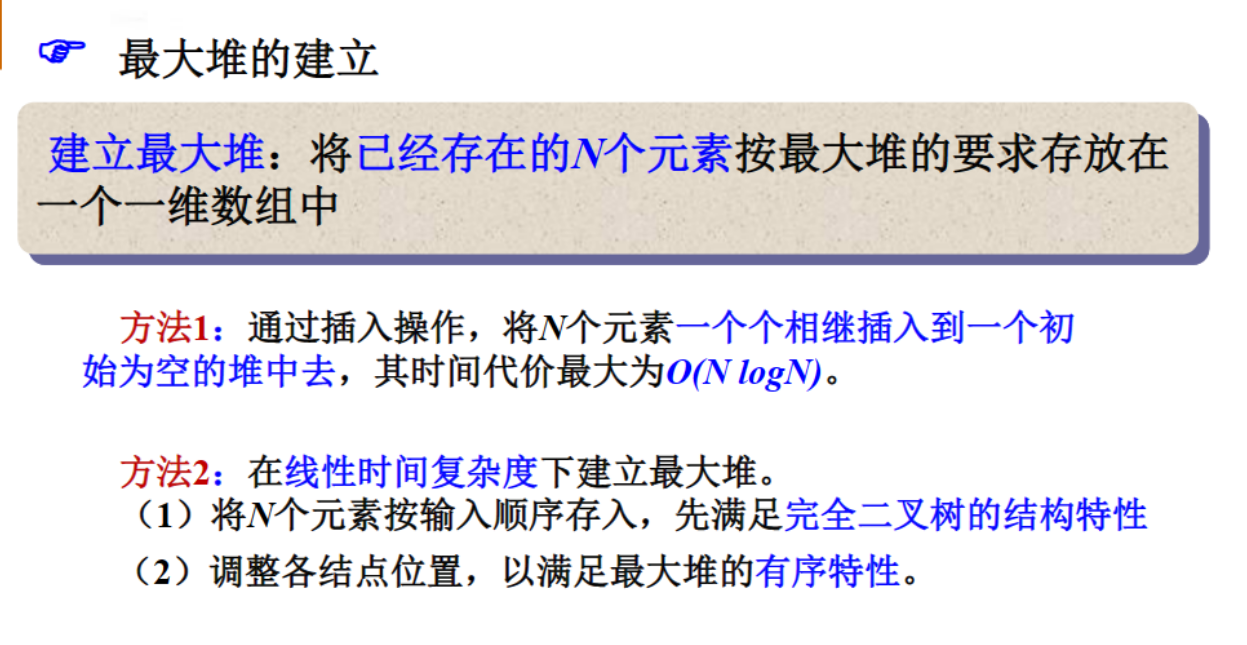 最大堆的建立
建立最大堆：将已经存在的N个元素按最大堆的要求存放在
一个一维数组中
方法1：通过插入操作，将N个元素一个个相继插入到一个初
始为空的堆中去，其时间代价最大为O(N logN)。
方法2：在线性时间复杂度下建立最大堆。
（1）将N个元素按输入顺序存入，先满足完全二叉树的结构特性
（2）调整各结点位置，以满足最大堆的有序特性。